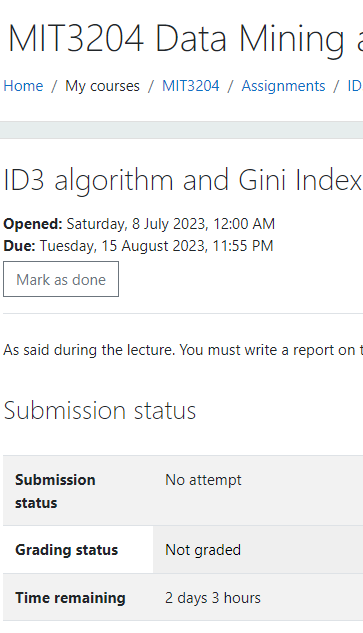 MIT3204 Data Mining
Home / My courses / MIT3204 / Assignments / ID
ID3 algorithm and Gini Index
Opened: Saturday, 8 July 2023, 12:00 AM
Due: Tuesday, 15 August 2023, 11:55 PM
Mark as done
As said during the lecture. You must write a report on
Submission status
Submission status No attempt
Grading status Not graded
Time remaining 2 days 3 hours